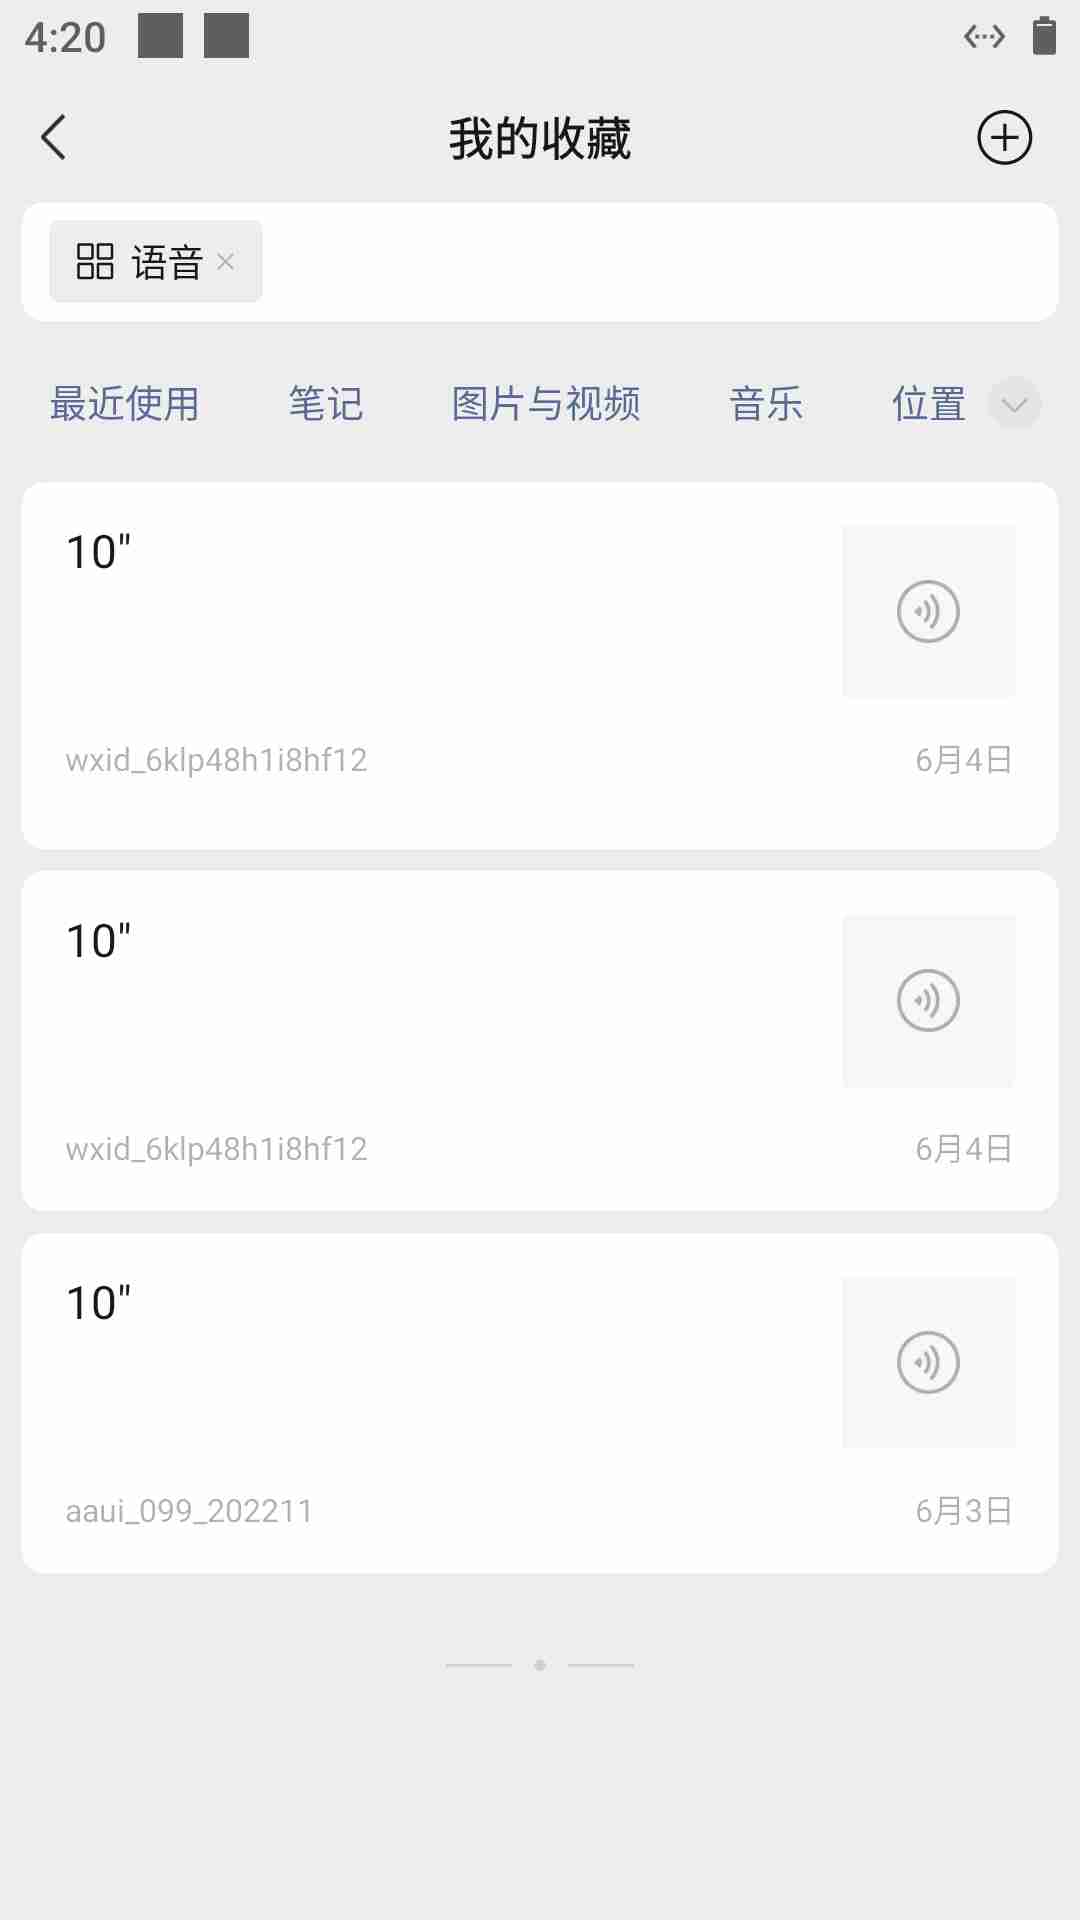 4:20
我的收藏
语音
最近使用 笔记 图片与视频 音乐 位置
10"
wxid_6klp48h1i8hf12 6月4日
10"
wxid_6klp48h1i8hf12 6月4日
10"
aaui_099_202211 6月3日